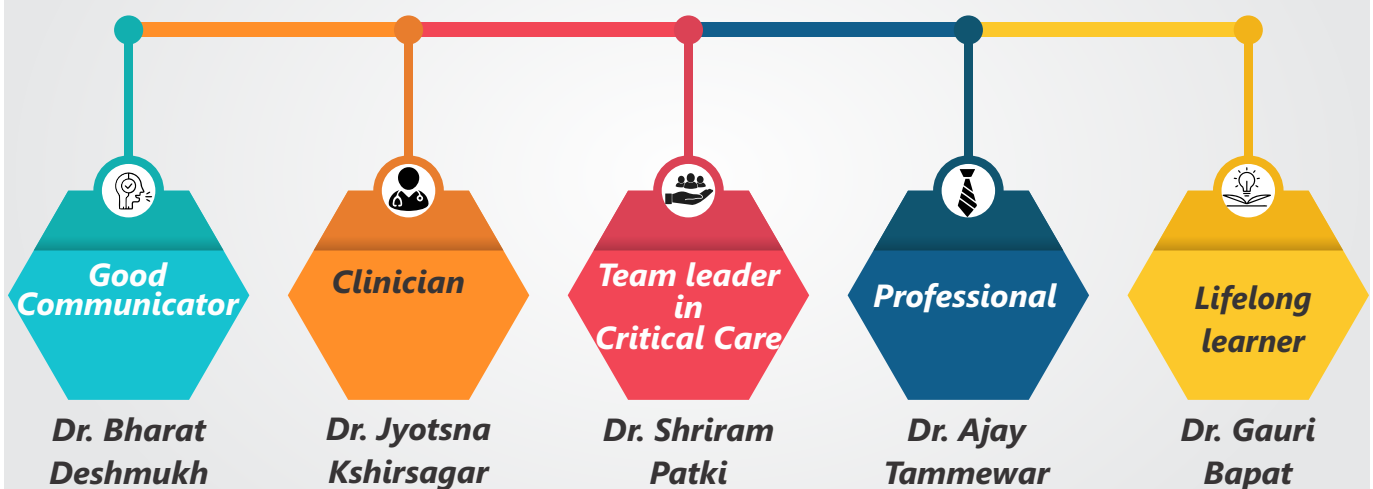 Good
Communicator
Clinician
Team leader
in
Critical Care
Professional
Lifelong
learner
Dr. Bharat
Deshmukh
Dr. Jyotsna
Kshirsagar
Dr. Shriram
Patki
Dr. Ajay
Tammewar
Dr. Gauri
Bapat